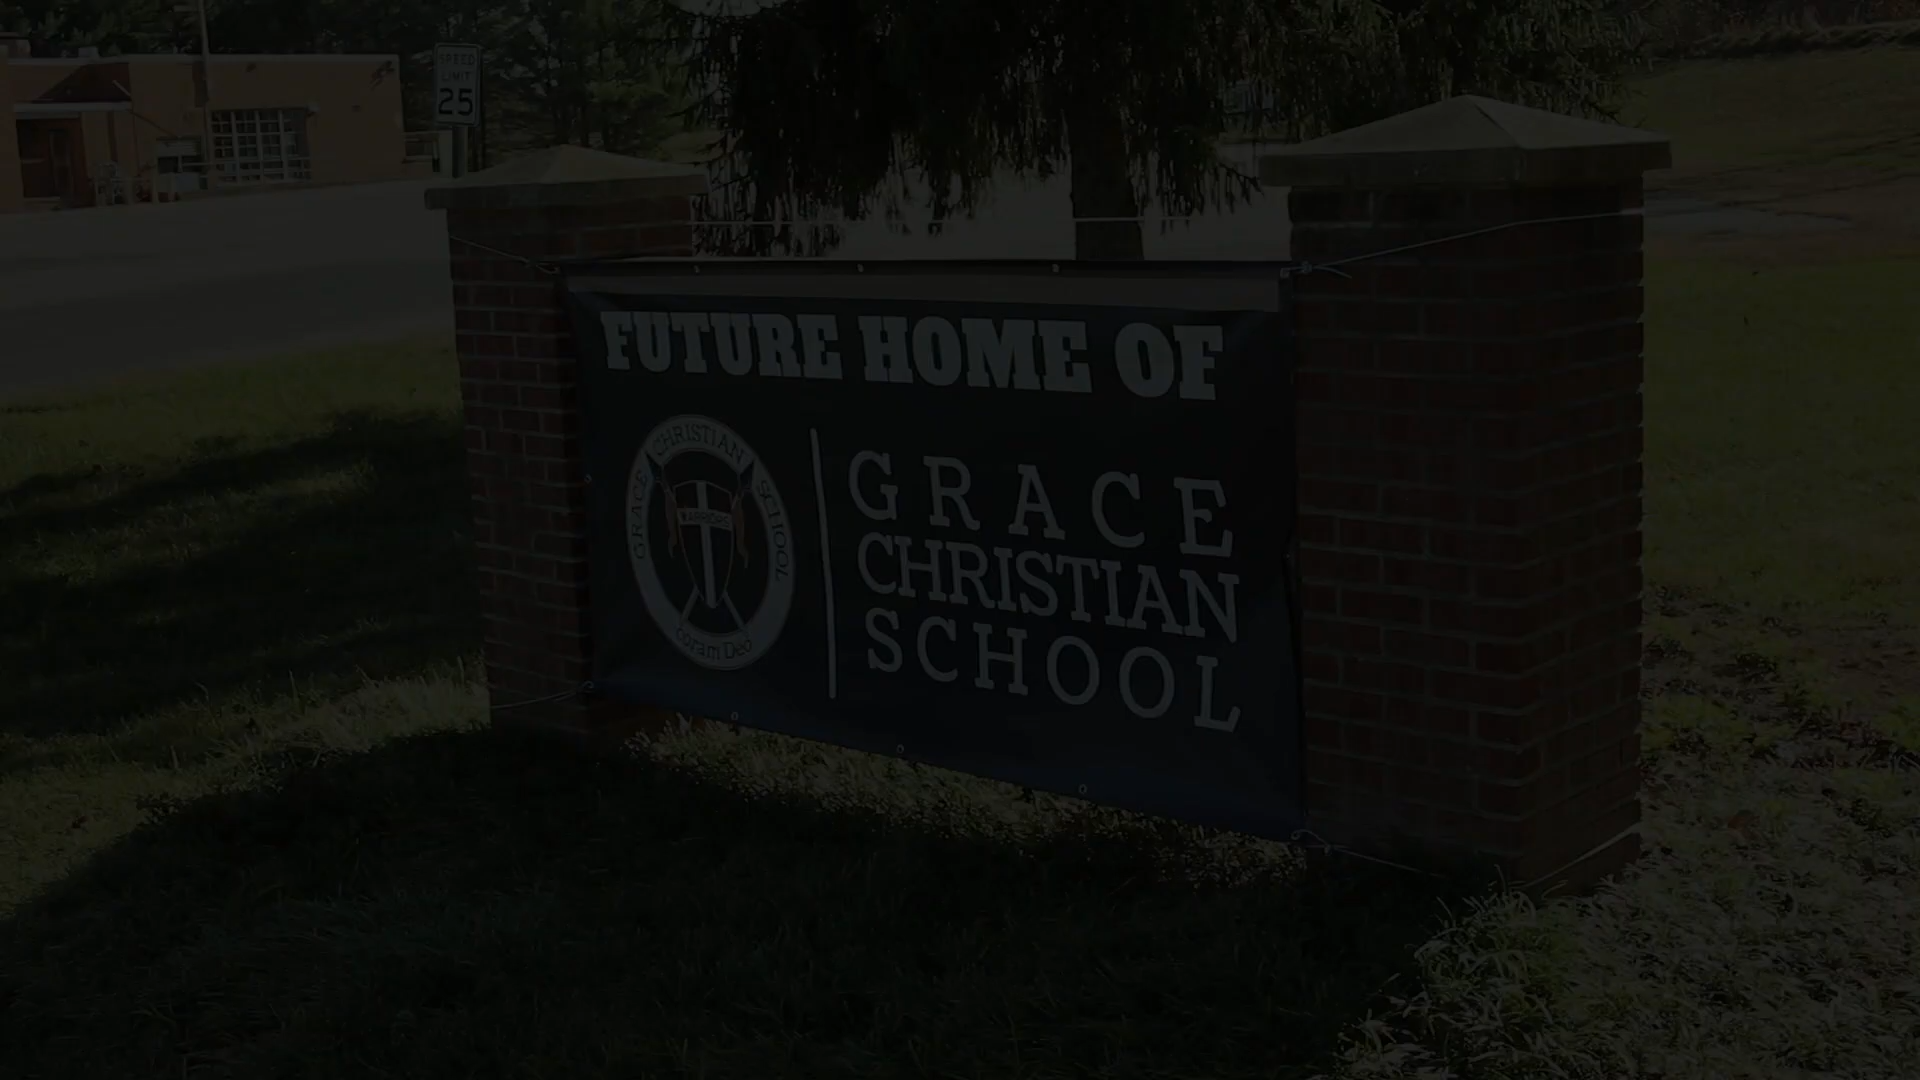 SPEED
LIMIT
25
FUTURE HOME OF
GRACE CHRISTIAN SCHOOL
WARRIORS
Coram Deo
GRACE
CHRISTIAN
SCHOOL